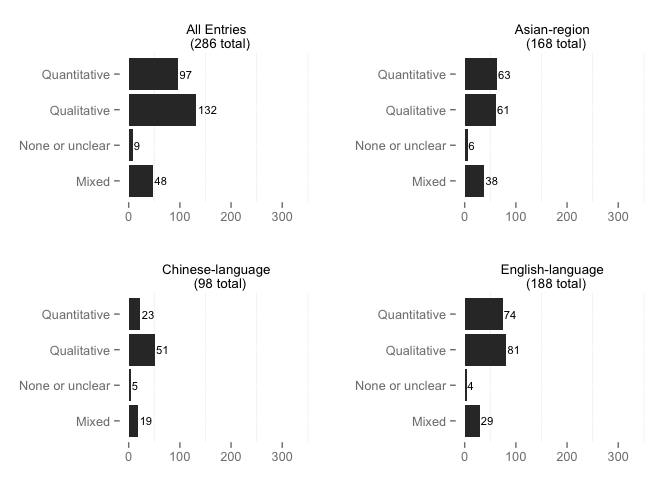 All Entries
(286 total)
Quantitative
97
Qualitative
132
None or unclear
9
Mixed
48
0 100 200 300
Asian-region
(168 total)
Quantitative
63
Qualitative
61
None or unclear
6
Mixed
38
0 100 200 300
Chinese-language
(98 total)
Quantitative
23
Qualitative
51
None or unclear
5
Mixed
19
0 100 200 300
English-language
(188 total)
Quantitative
74
Qualitative
81
None or unclear
4
Mixed
29
0 100 200 300